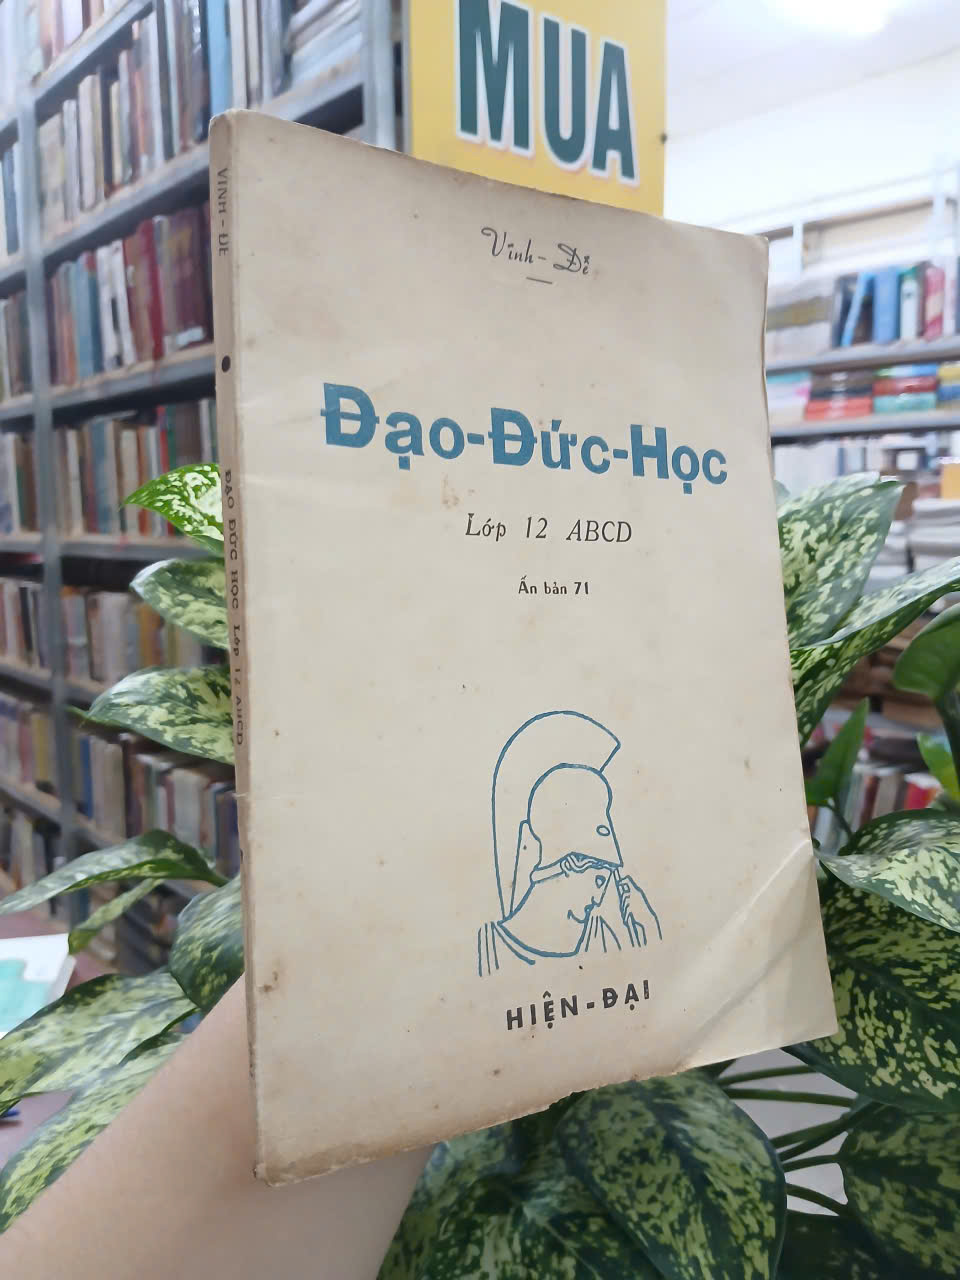 MUA
Vĩnh - Đễ
Đạo-Đức-Học
Lớp 12 ABCD
Ấn bản 71
HIỆN-ĐẠI
VĨNH - ĐỄ
ĐẠO ĐỨC HỌC Lớp 12 ABCD